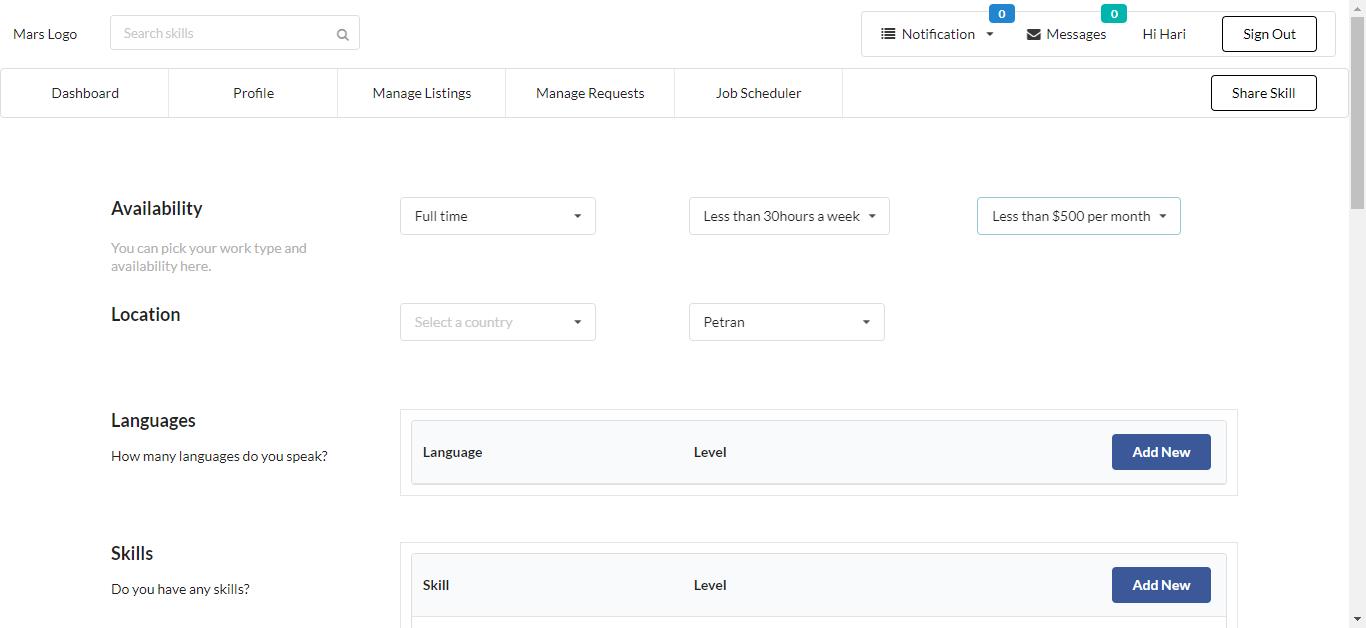 0
0
Mars Logo
Search skills
Notification
Messages
Hi Hari
Sign Out
Dashboard
Profile
Manage Listings
Manage Requests
Job Scheduler
Share Skill
Availability
Full time
Less than 30hours a week
Less than $500 per month
You can pick your work type and
availability here.
Location
Select a country
Petran
Languages
How many languages do you speak?
Language
Level
Add New
Skills
Do you have any skills?
Skill
Level
Add New